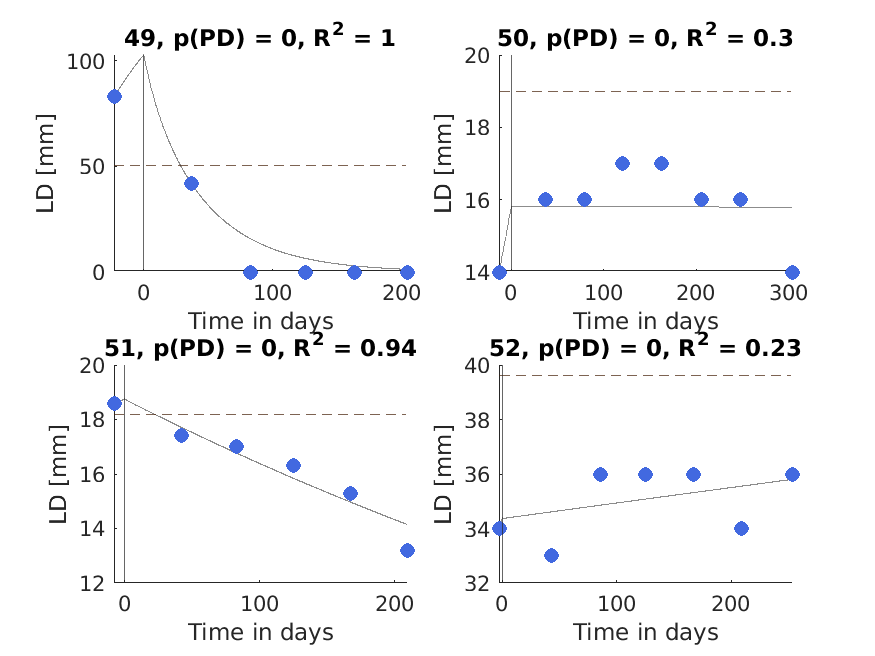 49, p(PD) = 0, R² = 1
100
50
0
LD [mm]
0
100
200
Time in days
50, p(PD) = 0, R² = 0.3
20
18
16
14
LD [mm]
0
100
200
300
Time in days
51, p(PD) = 0, R² = 0.94
20
18
16
14
12
LD [mm]
0
100
200
Time in days
52, p(PD) = 0, R² = 0.23
40
38
36
34
32
LD [mm]
0
100
200
Time in days